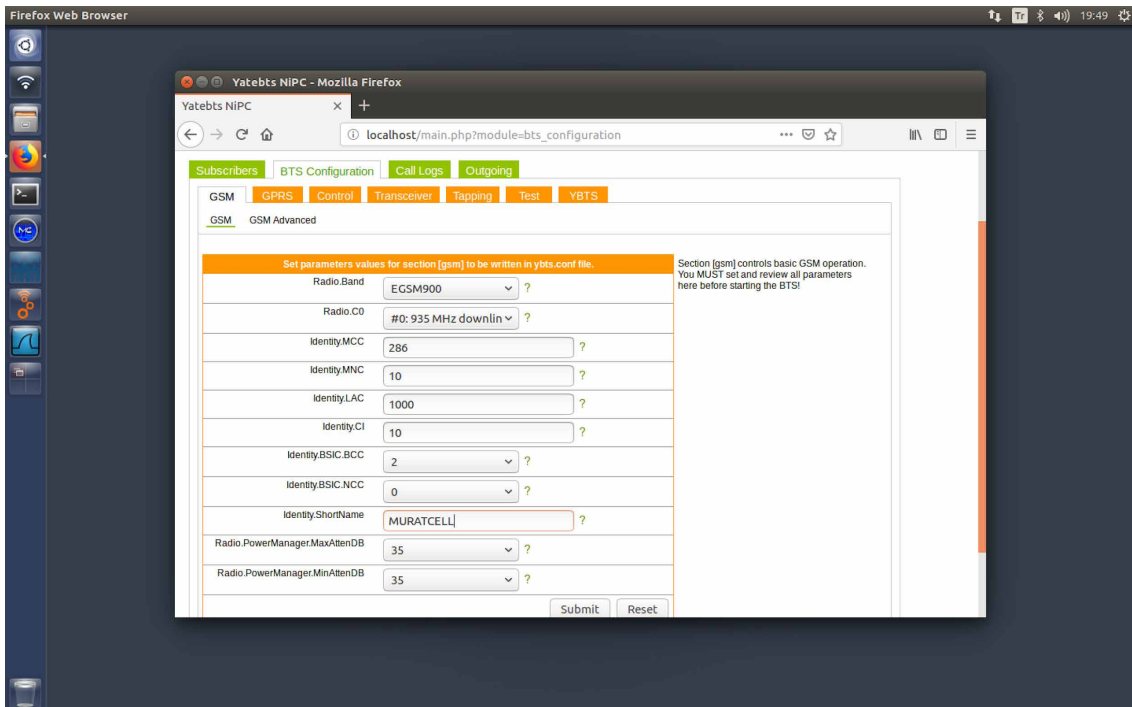 Firefox Web Browser
Tr 19:49
Yatebts NiPC - Mozilla Firefox
Yatebts NiPC
localhost/main.php?module=bts_configuration
Subscribers BTS Configuration Call Logs Outgoing
GSM GPRS Control Transceiver Tapping Test YBTS
GSM GSM Advanced
Set parameters values for section [gsm] to be written in ybts.conf file.
Section [gsm] controls basic GSM operation.
You MUST set and review all parameters
here before starting the BTS!
Radio.Band EGSM900 ?
Radio.C0 #0: 935 MHz downlin ?
Identity.MCC 286 ?
Identity.MNC 10 ?
Identity.LAC 1000 ?
Identity.CI 10 ?
Identity.BSIC.BCC 2 ?
Identity.BSIC.NCC 0 ?
Identity.ShortName MURATCELL ?
Radio.PowerManager.MaxAttenDB 35 ?
Radio.PowerManager.MinAttenDB 35 ?
Submit Reset